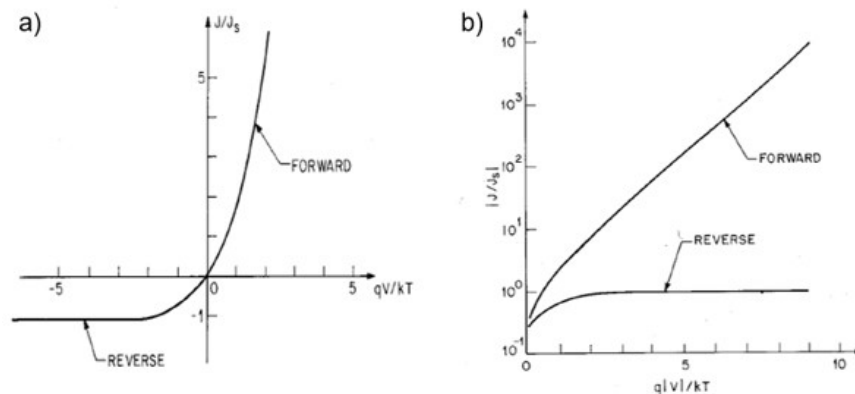 a)
J/Js
5
FORWARD
-5
0
5
qV/kT
-1
REVERSE
b)
10^4
10^3
10^2
10^1
10^0
10^-1
|J/Js|
FORWARD
REVERSE
0
5
10
q|V|/kT